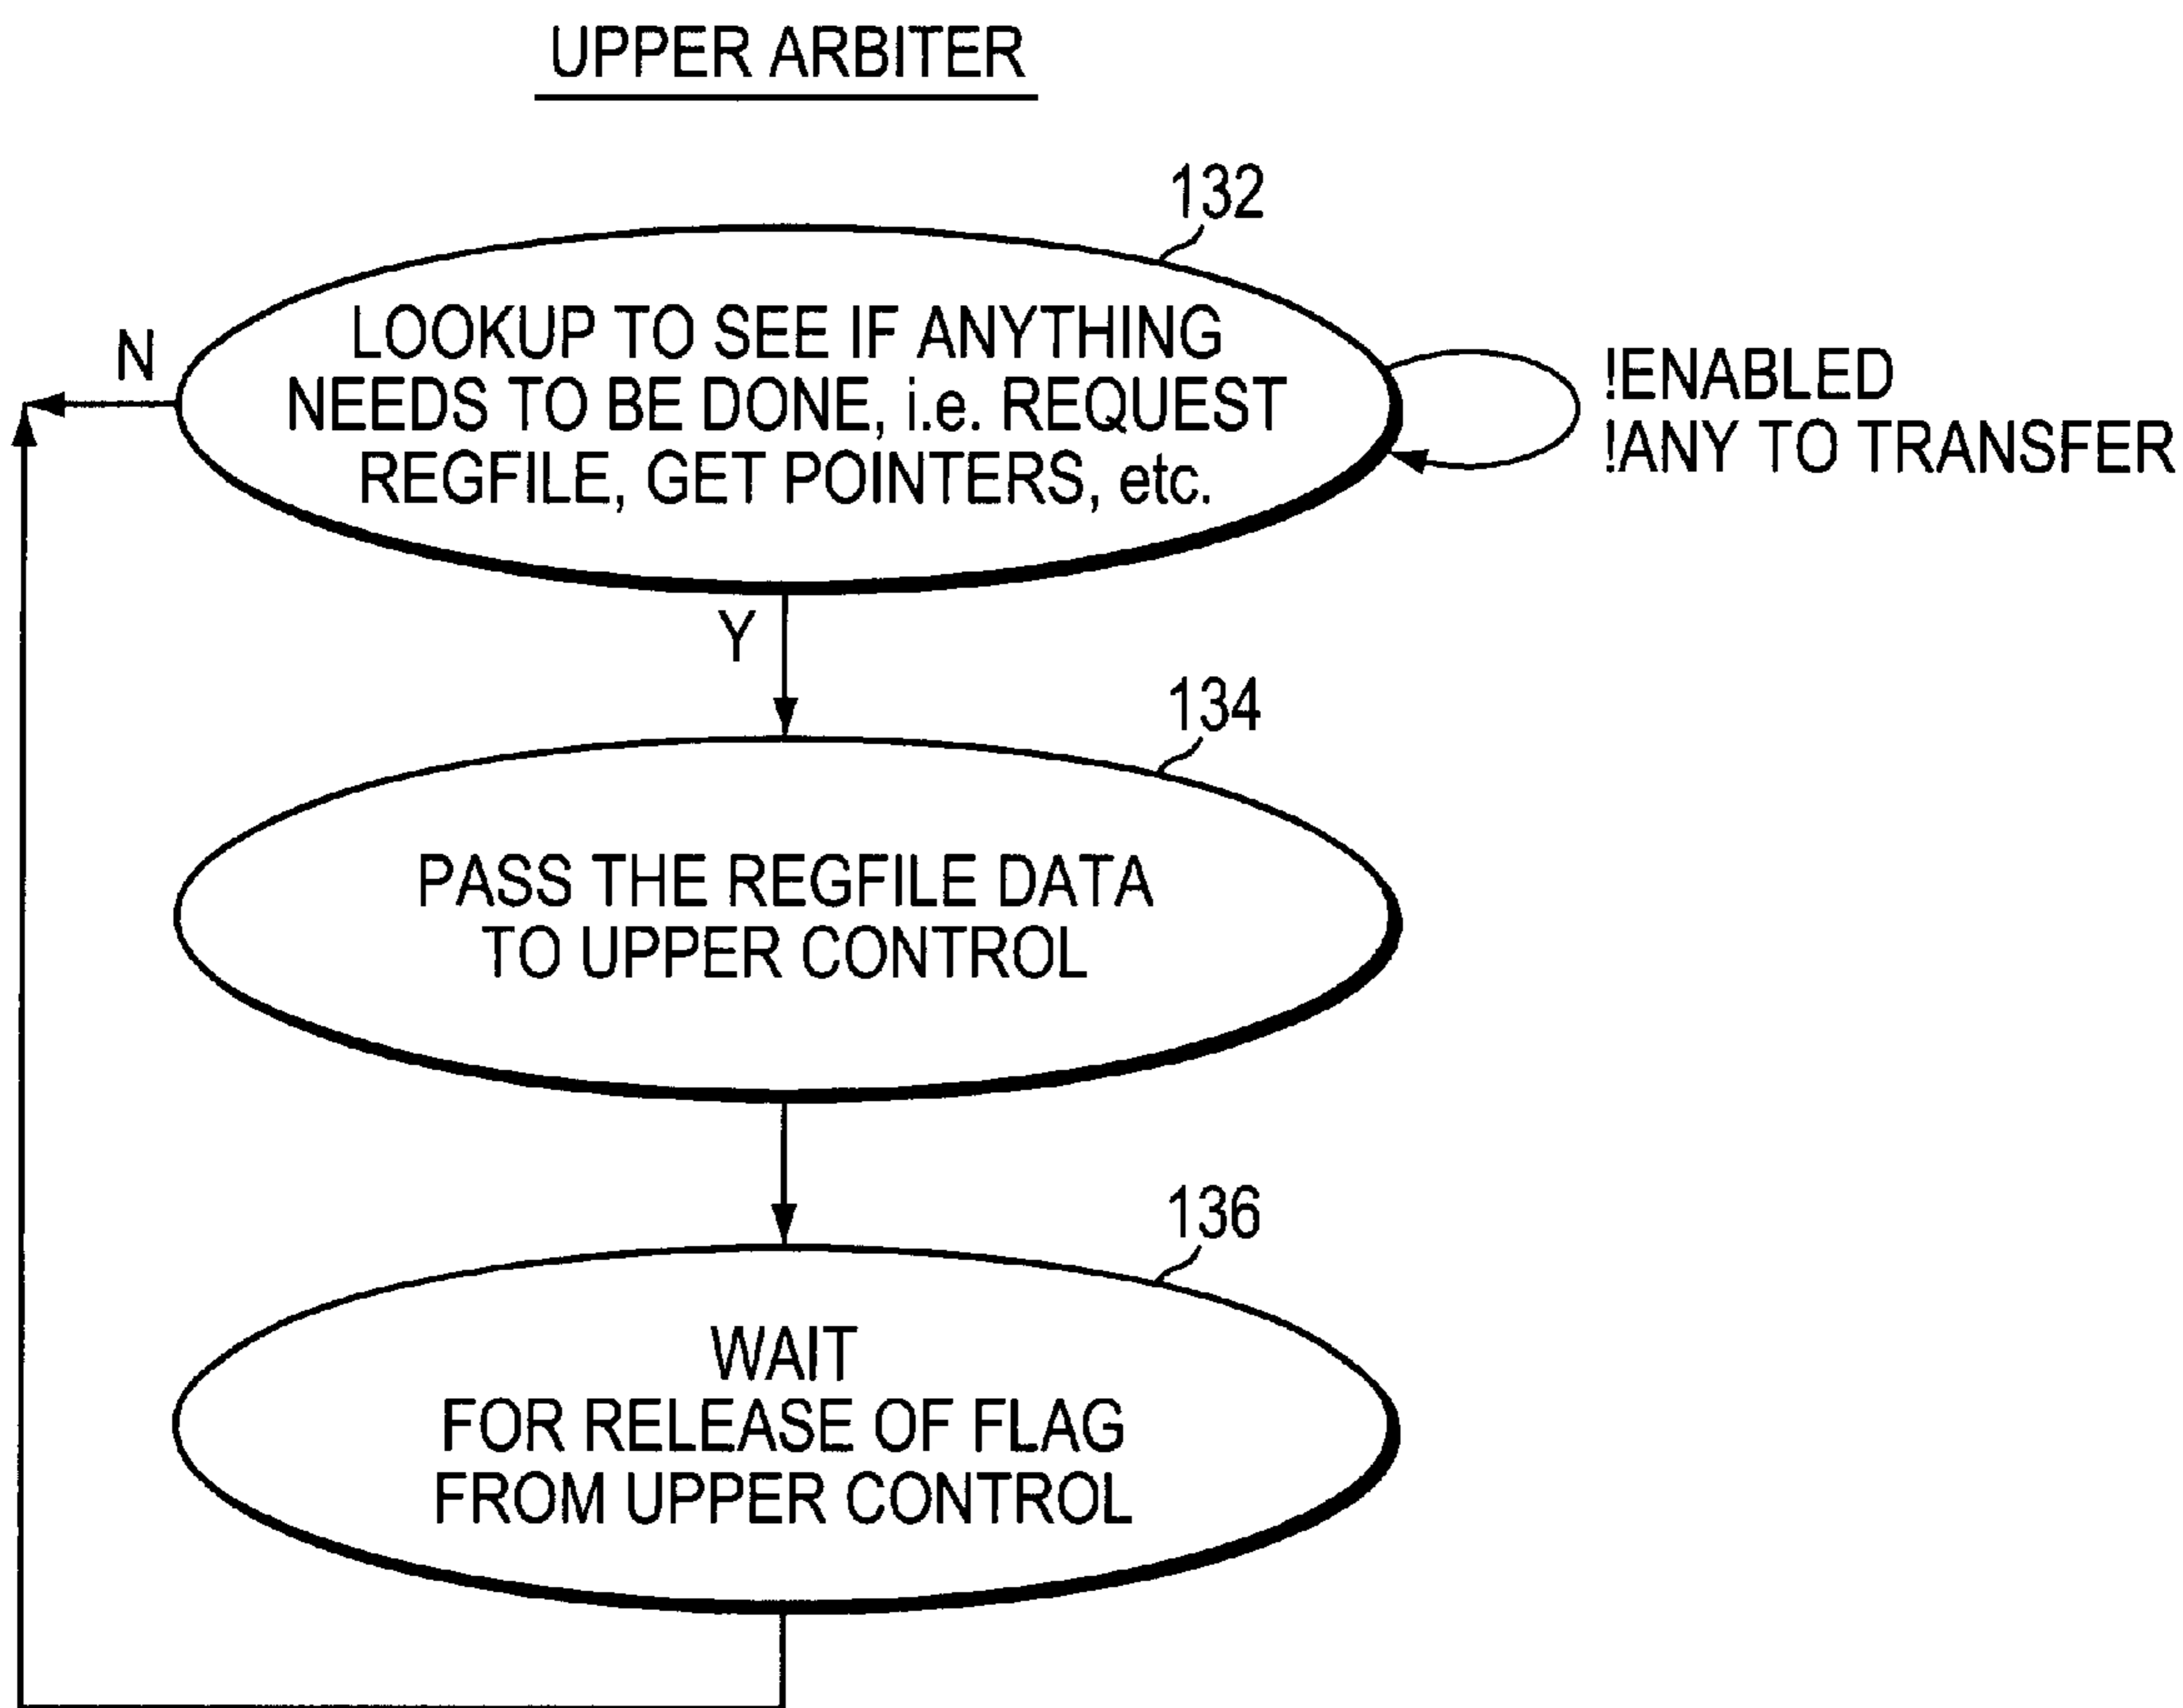 UPPER ARBITER
132
LOOKUP TO SEE IF ANYTHING
NEEDS TO BE DONE, i.e. REQUEST
REGFILE, GET POINTERS, etc.
N
!ENABLED
!ANY TO TRANSFER
Y
134
PASS THE REGFILE DATA
TO UPPER CONTROL
136
WAIT
FOR RELEASE OF FLAG
FROM UPPER CONTROL